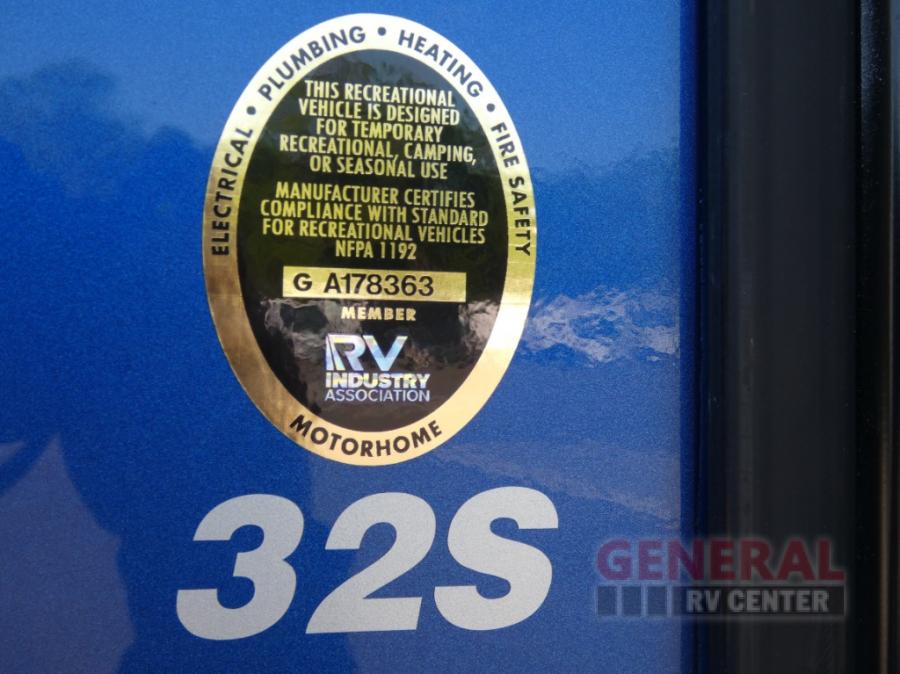 ELECTRICAL • PLUMBING • HEATING • FIRE SAFETY
THIS RECREATIONAL
VEHICLE IS DESIGNED
FOR TEMPORARY
RECREATIONAL, CAMPING,
OR SEASONAL USE
MANUFACTURER CERTIFIES
COMPLIANCE WITH STANDARD
FOR RECREATIONAL VEHICLES
NFPA 1192
G A178363
MEMBER
RV
INDUSTRY
ASSOCIATION
MOTORHOME
32S
GENERAL
RV CENTER